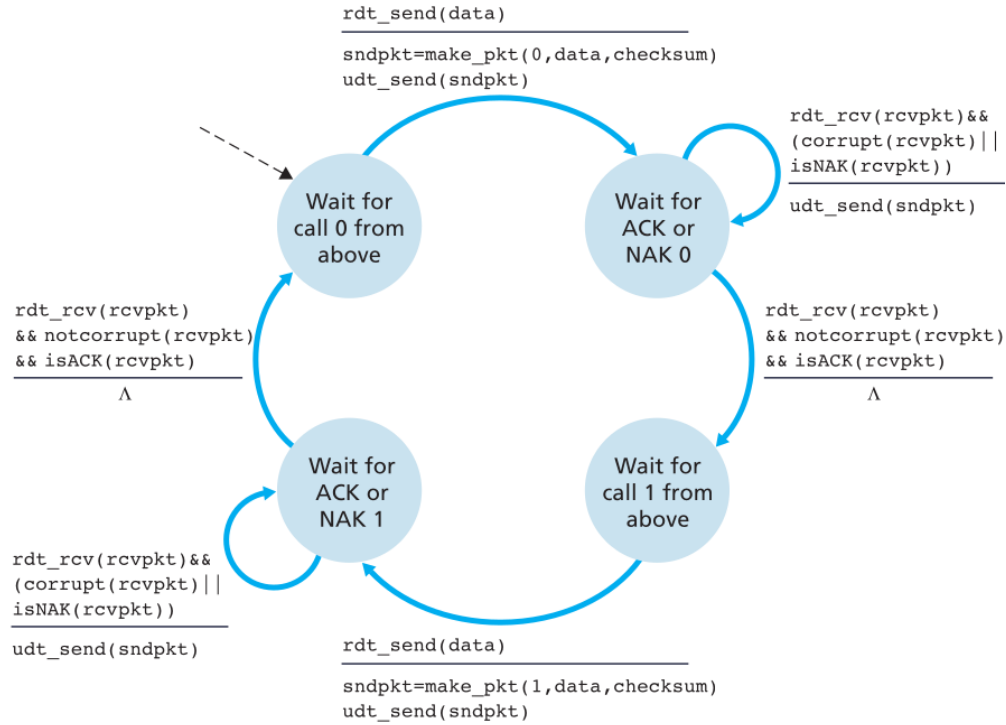 rdt_send(data)
sndpkt=make_pkt(0,data,checksum)
udt_send(sndpkt)
Wait for
call 0 from
above
Wait for
ACK or
NAK 0
rdt_rcv(rcvpkt)&&
(corrupt(rcvpkt)||
isNAK(rcvpkt))
udt_send(sndpkt)
rdt_rcv(rcvpkt)
&& notcorrupt(rcvpkt)
&& isACK(rcvpkt)
Λ
rdt_rcv(rcvpkt)
&& notcorrupt(rcvpkt)
&& isACK(rcvpkt)
Λ
Wait for
ACK or
NAK 1
Wait for
call 1 from
above
rdt_rcv(rcvpkt)&&
(corrupt(rcvpkt)||
isNAK(rcvpkt))
udt_send(sndpkt)
rdt_send(data)
sndpkt=make_pkt(1,data,checksum)
udt_send(sndpkt)